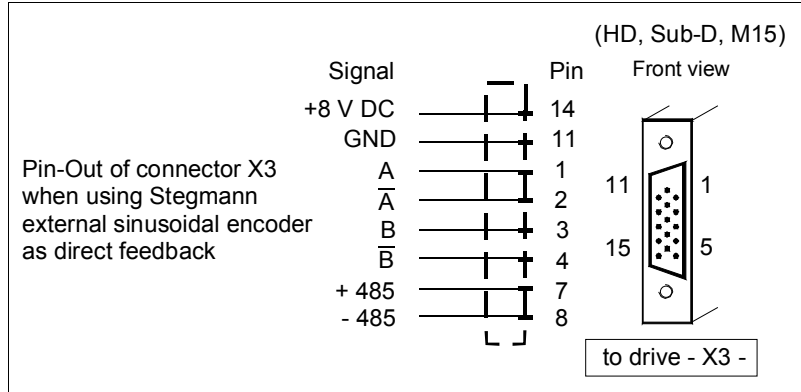 (HD, Sub-D, M15)
Signal Pin Front view
+8 V DC 14
GND 11
A 1
A̅ 2
B 3
B̅ 4
+ 485 7
- 485 8
Pin-Out of connector X3
when using Stegmann
external sinusoidal encoder
as direct feedback
11 1
15 5
to drive - X3 -